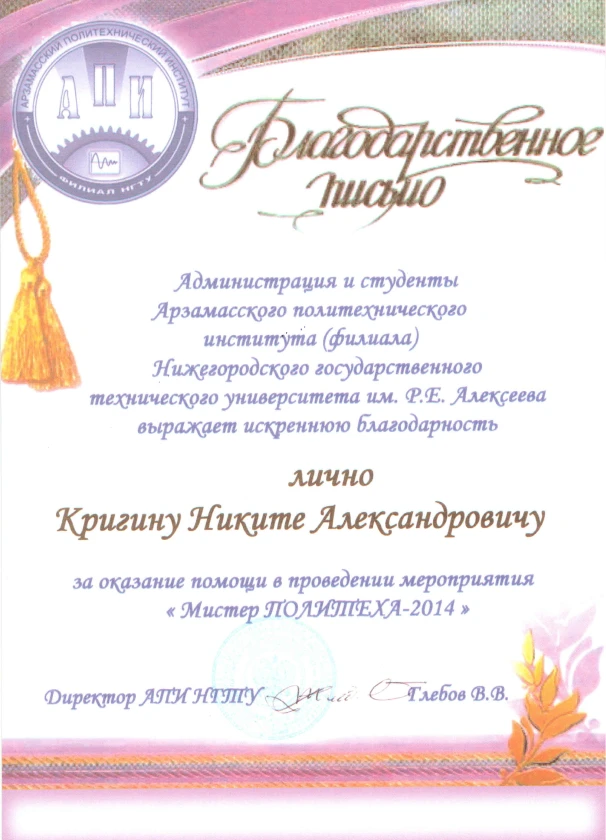 АРЗАМАССКИЙ ПОЛИТЕХНИЧЕСКИЙ ИНСТИТУТ
АПИ
ФИЛИАЛ НГТУ
Благодарственное
письмо
Администрация и студенты
Арзамасского политехнического
института (филиала)
Нижегородского государственного
технического университета им. Р.Е. Алексеева
выражает искреннюю благодарность
лично
Кригину Никите Александровичу
за оказание помощи в проведении мероприятия
« Мистер ПОЛИТЕХА-2014 »
Директор АПИ НГТУ Глебов В.В.